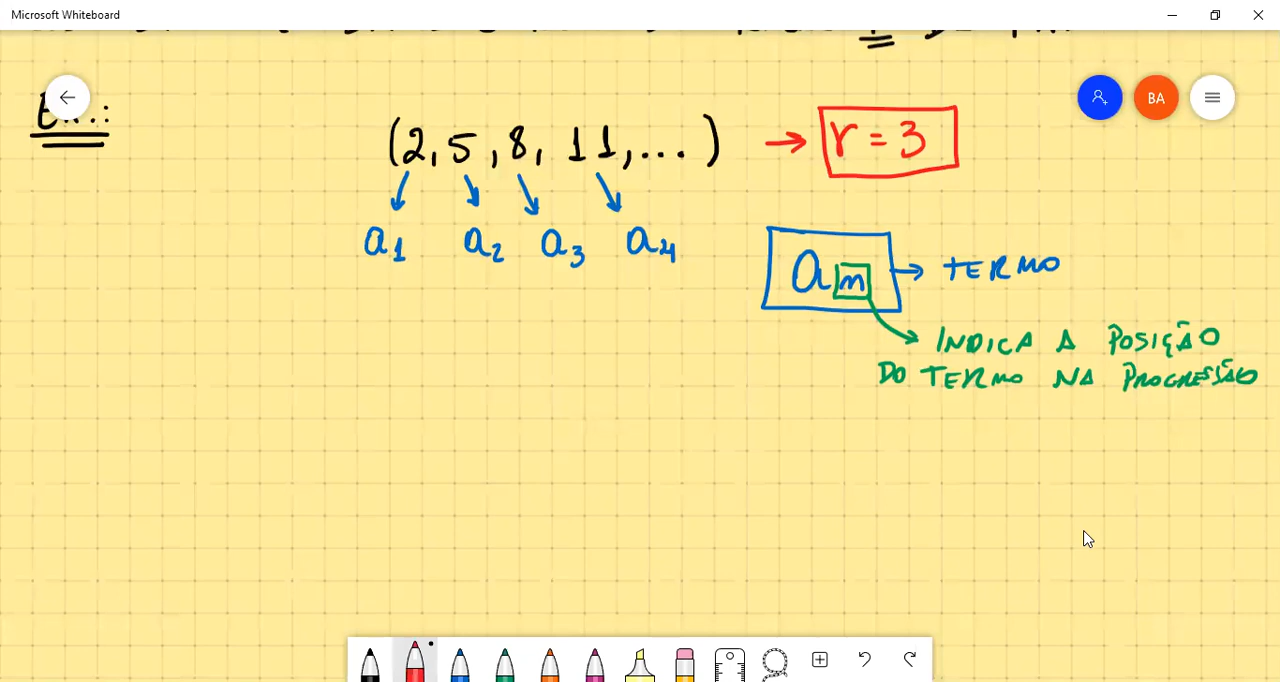 Microsoft Whiteboard
BA
Ex.:
(2, 5, 8, 11, ...) → r = 3
a1 a2 a3 a4
an → TERMO
INDICA A POSIÇÃO
DO TERMO NA PROGRESSÃO